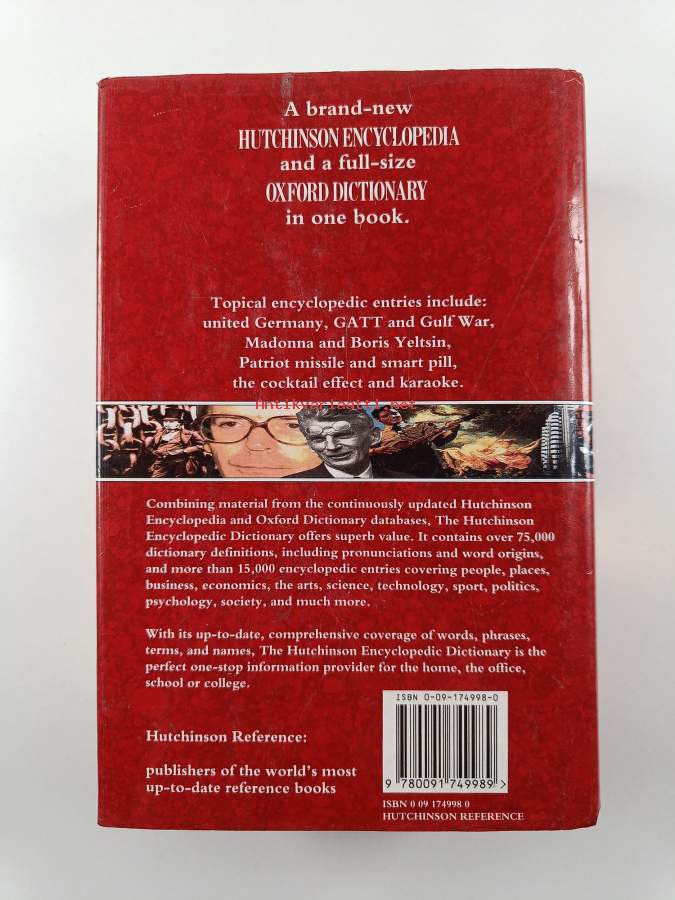 A brand-new
HUTCHINSON ENCYCLOPEDIA
and a full-size
OXFORD DICTIONARY
in one book.
Topical encyclopedic entries include:
united Germany, GATT and Gulf War,
Madonna and Boris Yeltsin,
Patriot missile and smart pill,
the cocktail effect and karaoke.
Antikvariaatti.net
Combining material from the continuously updated Hutchinson
Encyclopedia and Oxford Dictionary databases, The Hutchinson
Encyclopedic Dictionary offers superb value. It contains over 75,000
dictionary definitions, including pronunciations and word origins,
and more than 15,000 encyclopedic entries covering people, places,
business, economics, the arts, science, technology, sport, politics,
psychology, society, and much more.
With its up-to-date, comprehensive coverage of words, phrases,
terms, and names, The Hutchinson Encyclopedic Dictionary is the
perfect one-stop information provider for the home, the office,
school or college.
ISBN 0-09-174998-0
9 780091 749989 >
Hutchinson Reference:
publishers of the world's most
up-to-date reference books
ISBN 0 09 174998 0
HUTCHINSON REFERENCE